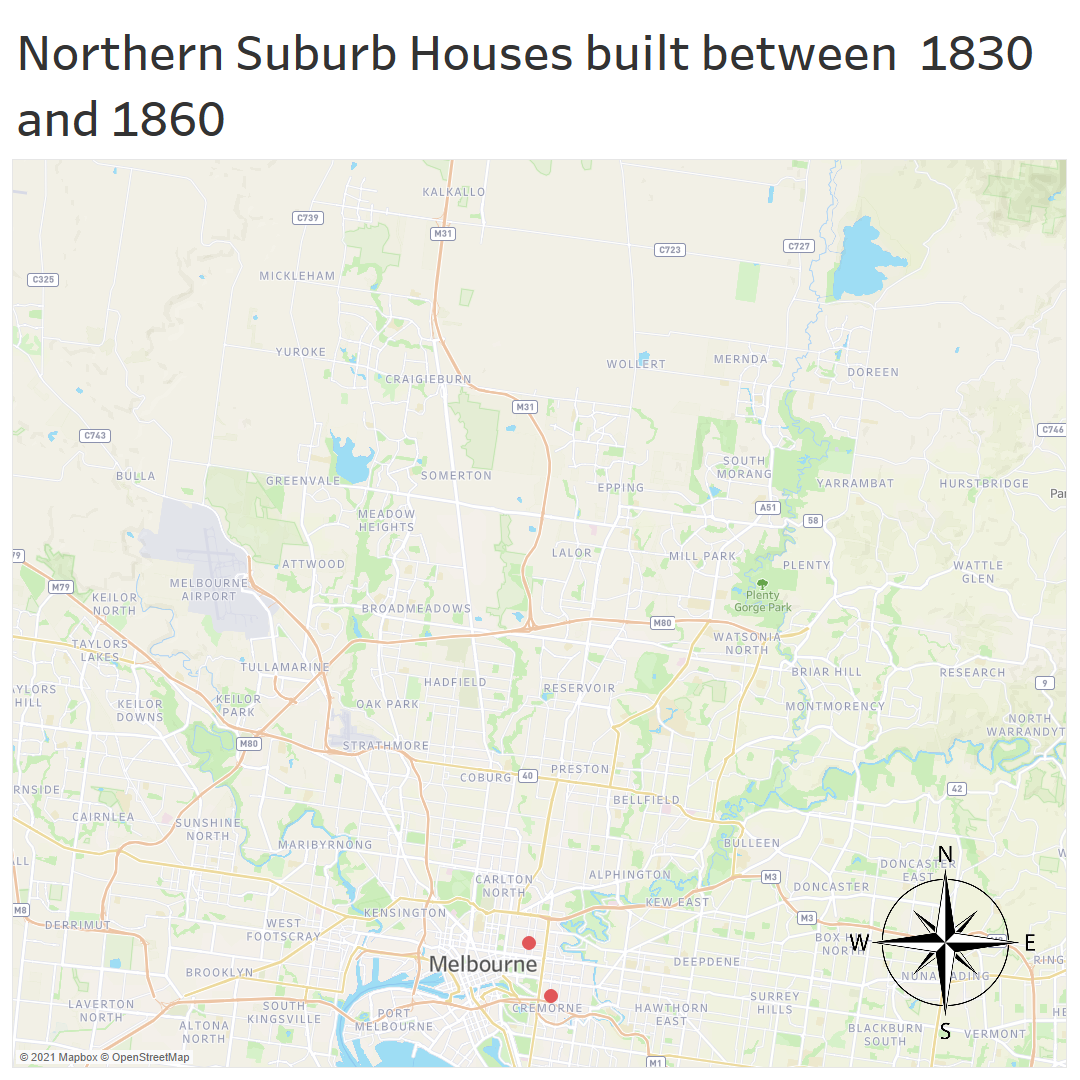 Northern Suburb Houses built between 1830
and 1860
KALKALLO
C739
M31
C723
C727
C325
MICKLEHAM
YUROKE
WOLLERT
MERNDA
DOREEN
CRAIGIEBURN
M31
C743
C746
BULLA
GREENVALE
SOMERTON
EPPING
SOUTH
MORANG
YARRAMBAT
HURSTBRIDGE
Par
A51
58
MEADOW
HEIGHTS
79
M79
ATTWOOD
LALOR
MILL PARK
PLENTY
WATTLE
GLEN
MELBOURNE
AIRPORT
KEILOR
NORTH
BROADMEADOWS
Plenty
Gorge Park
M80
TAYLORS
LAKES
WATSONIA
NORTH
TULLAMARINE
BRIAR HILL
RESEARCH
9
AYLORS
HILL
KEILOR
DOWNS
KEILOR
PARK
HADFIELD
OAK PARK
RESERVOIR
MONTMORENCY
NORTH
WARRANDYT
M80
STRATHMORE
COBURG
40
PRESTON
42
RNSIDE
CAIRNLEA
SUNSHINE
NORTH
BELLFIELD
MARIBYRNONG
BULLEEN
N
ALL
DONCASTER
EAST
CARLTON
NORTH
ALPHINGTON
M3
DONCASTER
KEW EAST
M8
DERRIMUT
WEST
FOOTSCRAY
KENSINGTON
M3
BOX H
NORTH
W
E
Melbourne
DEEPDENE
RING
BROOKLYN
NUNAWADING
LAVERTON
NORTH
SOUTH
KINGSVILLE
PORT
MELBOURNE
CREMORNE
HAWTHORN
EAST
SURREY
HILLS
HE
ALTONA
NORTH
BLACKBURN
SOUTH
S
VERMONT
M1
© 2021 Mapbox © OpenStreetMap